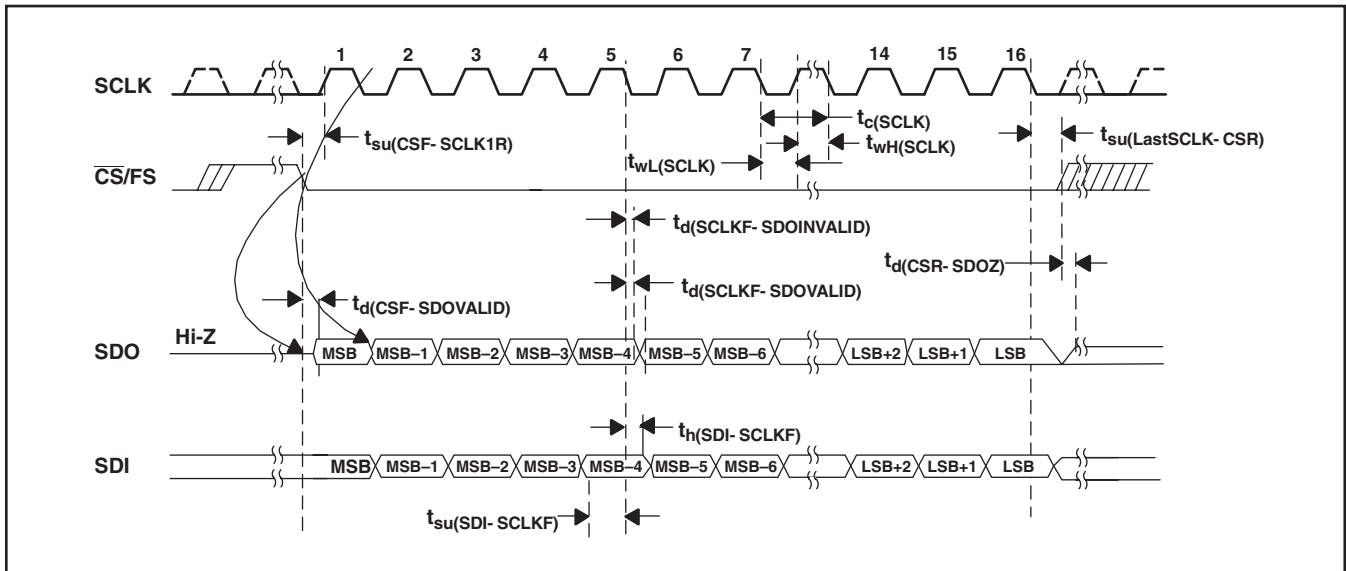 1 2 3 4 5 6 7 14 15 16
SCLK
tc(SCLK)
tsu(CSF- SCLK1R)
twH(SCLK)
tsu(LastSCLK- CSR)
twL(SCLK)
CS/FS
td(SCLKF- SDOINVALID)
td(CSR- SDOZ)
td(SCLKF- SDOVALID)
td(CSF- SDOVALID)
Hi-Z
SDO MSB MSB–1 MSB–2 MSB–3 MSB–4 MSB–5 MSB–6 LSB+2 LSB+1 LSB
th(SDI- SCLKF)
SDI MSB MSB–1 MSB–2 MSB–3 MSB–4 MSB–5 MSB–6 LSB+2 LSB+1 LSB
tsu(SDI- SCLKF)